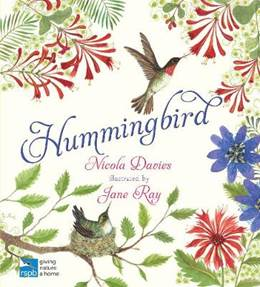 Hummingbird
Nicola Davies
illustrated by
Jane Ray
rspb
giving
nature
a home